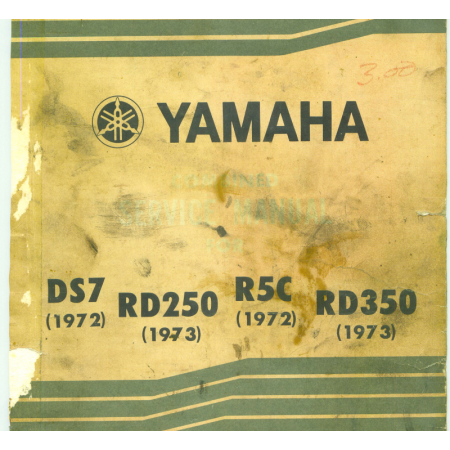 3.00
YAMAHA
SERVICE MANUAL
DS7 RD250 R5C RD350
(1972) (1973) (1972) (1973)